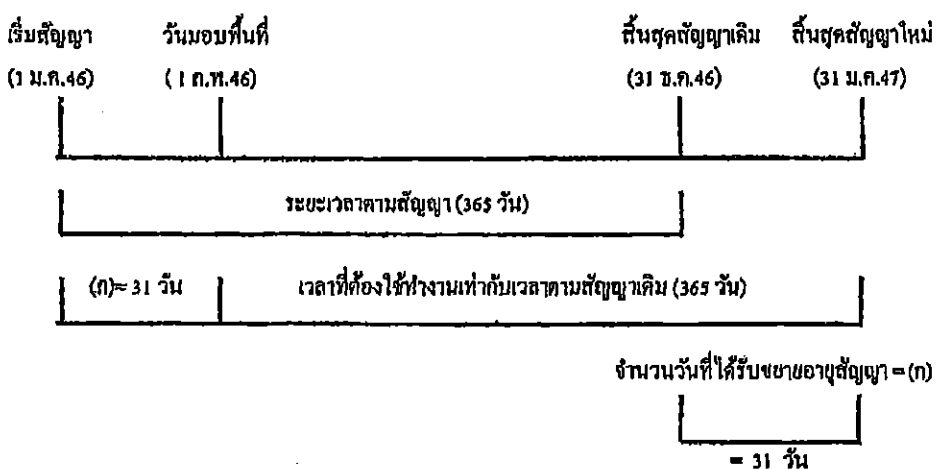 เริ่มสัญญา วันมอบพื้นที่ สิ้นสุดสัญญาเดิม สิ้นสุดสัญญาใหม่
(1 ม.ค.46) (1 ก.พ.46) (31 ธ.ค.46) (31 ม.ค.47)
ระยะเวลาตามสัญญา (365 วัน)
(ก)= 31 วัน เวลาที่ต้องใช้ทำงานเท่ากับเวลาตามสัญญาเดิม (365 วัน)
จำนวนวันที่ได้รับขยายอายุสัญญา = (ก)
= 31 วัน